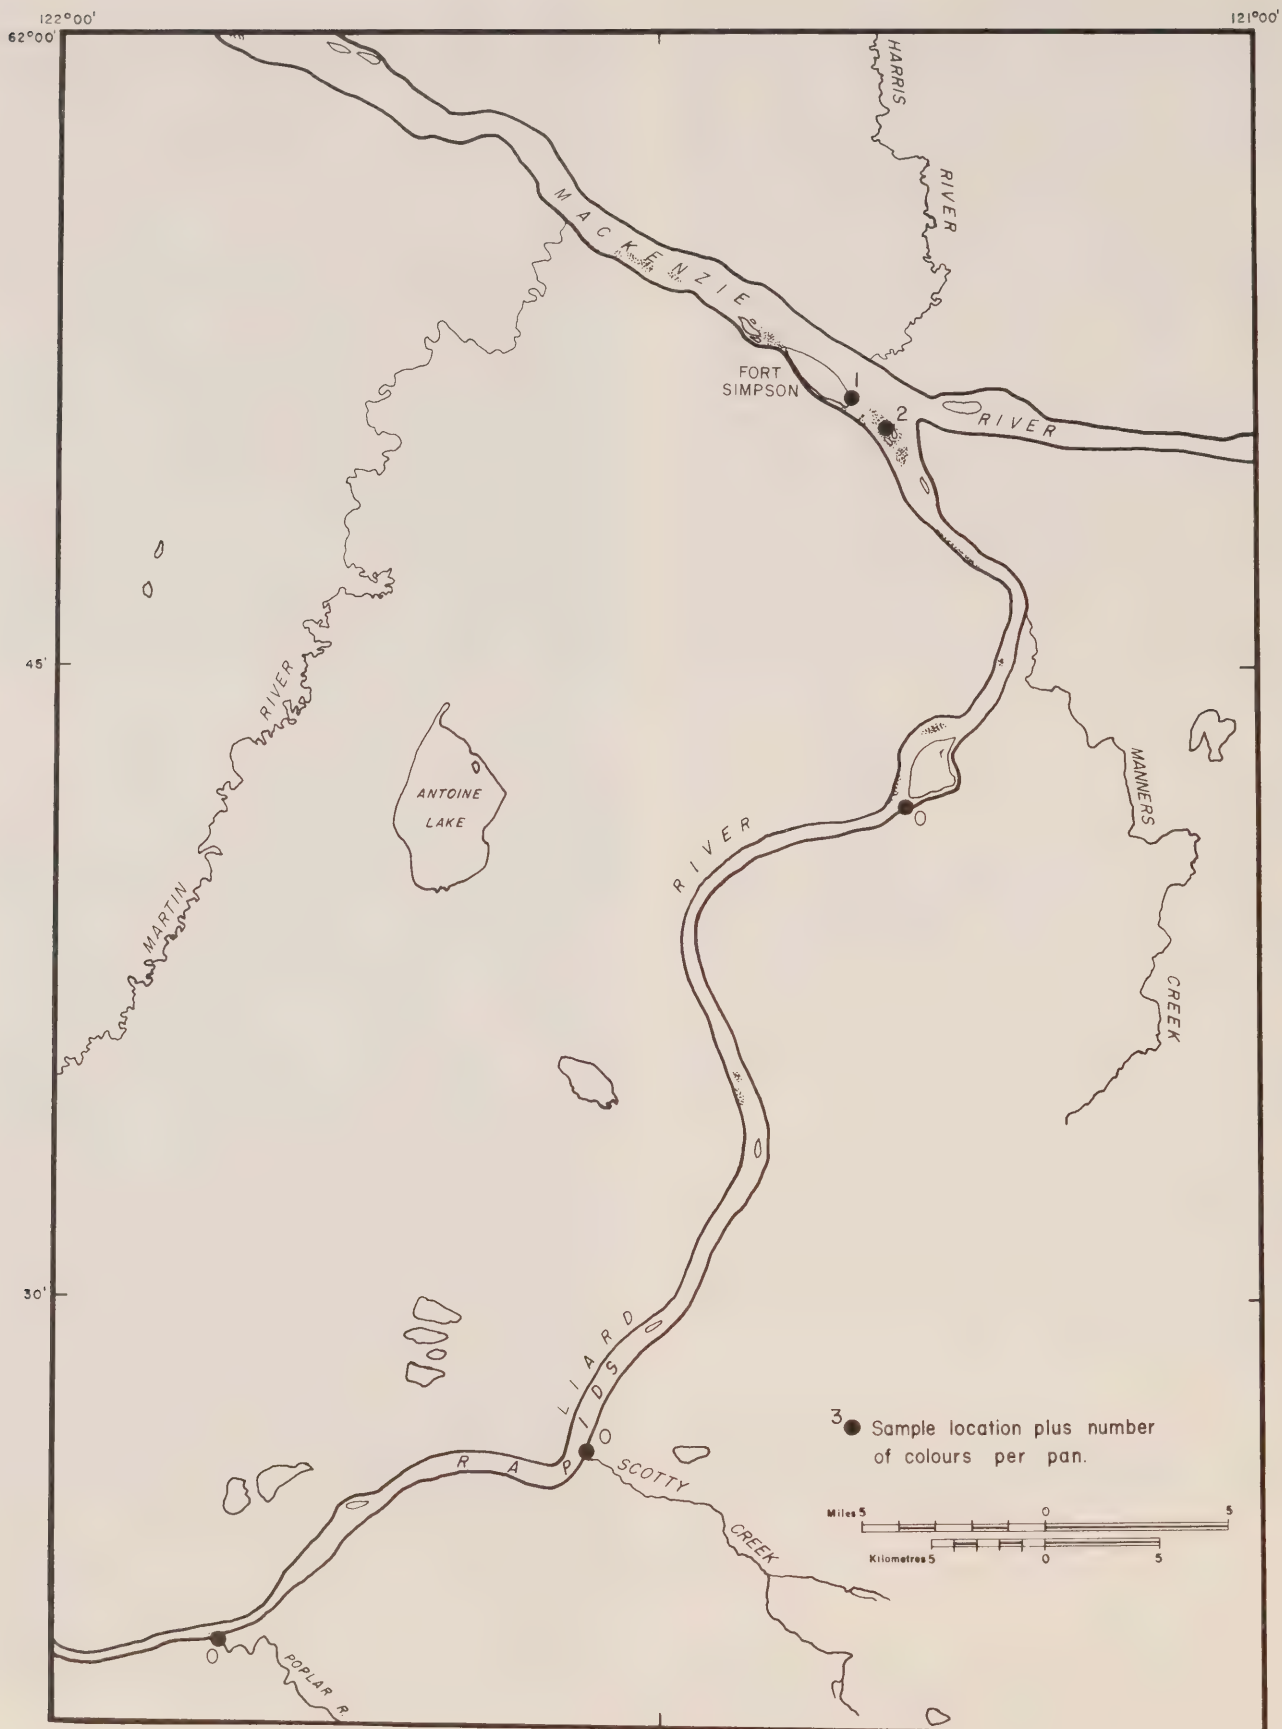 122°00'
121°00'
62°00'
HARRIS
RIVER
MACKENZIE
FORT
SIMPSON
1
2
RIVER
45'
RIVER
ANTOINE
LAKE
MANNERS
0
RIVER
MARTIN
CREEK
30'
LIARD
RAPIDS
0
3
Sample location plus number
of colours per pan.
SCOTTY
CREEK
Miles 5 0 5
Kilometres 5 0 5
0
POPLAR R.